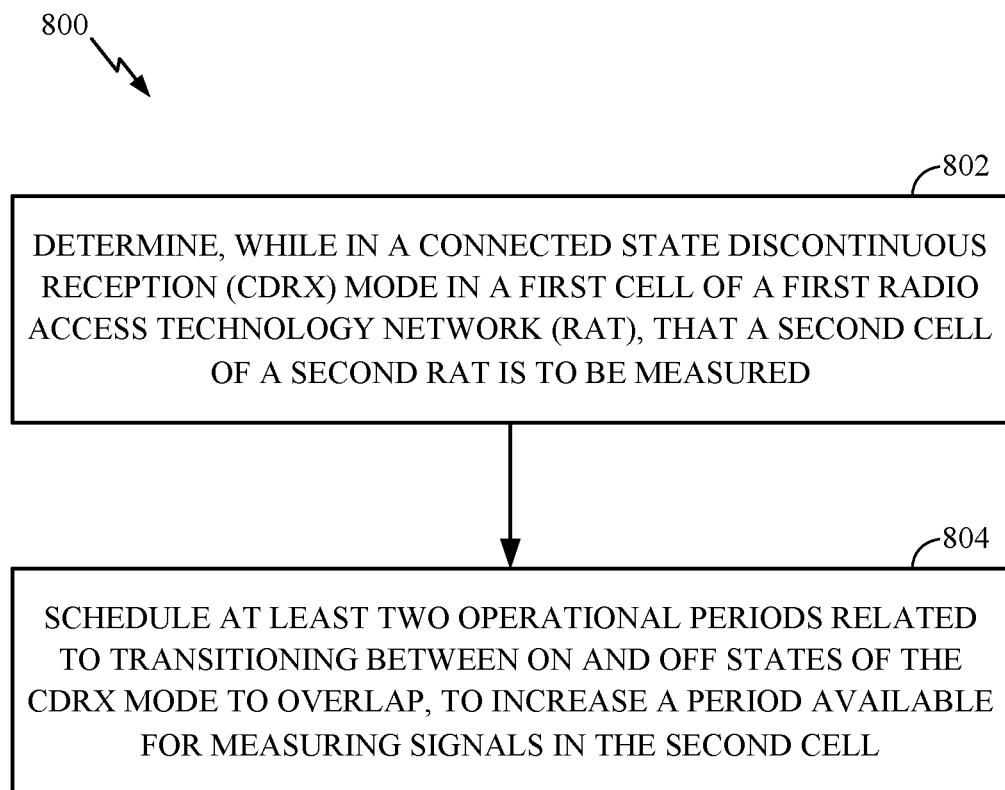 800
802
DETERMINE, WHILE IN A CONNECTED STATE DISCONTINUOUS
RECEPTION (CDRX) MODE IN A FIRST CELL OF A FIRST RADIO
ACCESS TECHNOLOGY NETWORK (RAT), THAT A SECOND CELL
OF A SECOND RAT IS TO BE MEASURED
804
SCHEDULE AT LEAST TWO OPERATIONAL PERIODS RELATED
TO TRANSITIONING BETWEEN ON AND OFF STATES OF THE
CDRX MODE TO OVERLAP, TO INCREASE A PERIOD AVAILABLE
FOR MEASURING SIGNALS IN THE SECOND CELL